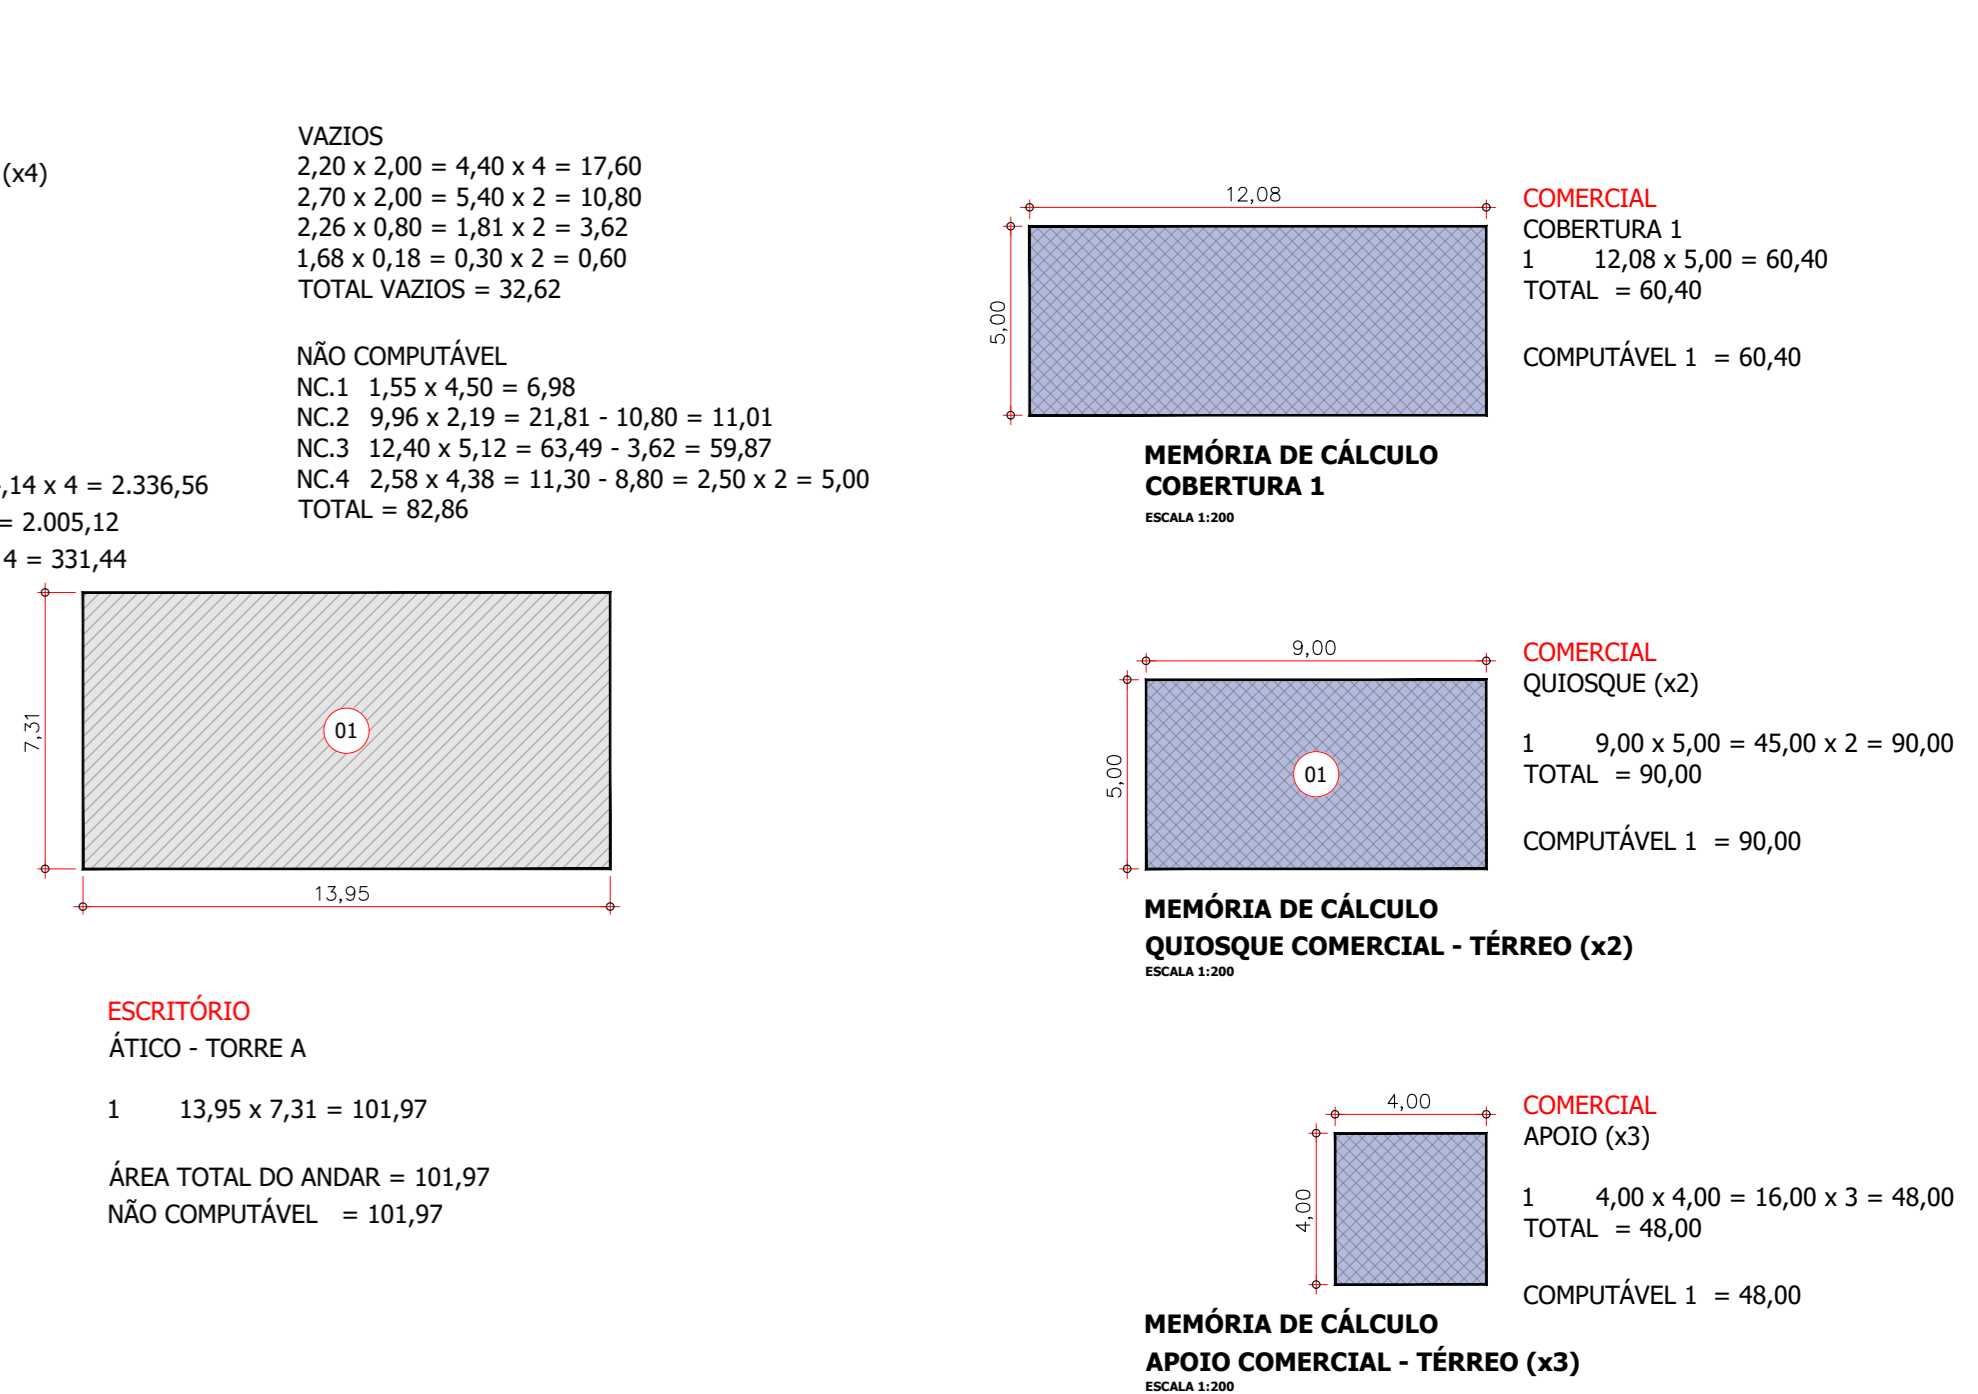 (x4)
,14 x 4 = 2.336,56
= 2.005,12
4 = 331,44
VAZIOS
2,20 x 2,00 = 4,40 x 4 = 17,60
2,70 x 2,00 = 5,40 x 2 = 10,80
2,26 x 0,80 = 1,81 x 2 = 3,62
1,68 x 0,18 = 0,30 x 2 = 0,60
TOTAL VAZIOS = 32,62
NÃO COMPUTÁVEL
NC.1 1,55 x 4,50 = 6,98
NC.2 9,96 x 2,19 = 21,81 - 10,80 = 11,01
NC.3 12,40 x 5,12 = 63,49 - 3,62 = 59,87
NC.4 2,58 x 4,38 = 11,30 - 8,80 = 2,50 x 2 = 5,00
TOTAL = 82,86
7,31
01
13,95
ESCRITÓRIO
ÁTICO - TORRE A
1 13,95 x 7,31 = 101,97
ÁREA TOTAL DO ANDAR = 101,97
NÃO COMPUTÁVEL = 101,97
12,08
5,00
COMERCIAL
COBERTURA 1
1 12,08 x 5,00 = 60,40
TOTAL = 60,40
COMPUTÁVEL 1 = 60,40
MEMÓRIA DE CÁLCULO
COBERTURA 1
ESCALA 1:200
9,00
5,00
01
COMERCIAL
QUIOSQUE (x2)
1 9,00 x 5,00 = 45,00 x 2 = 90,00
TOTAL = 90,00
COMPUTÁVEL 1 = 90,00
MEMÓRIA DE CÁLCULO
QUIOSQUE COMERCIAL - TÉRREO (x2)
ESCALA 1:200
4,00
4,00
COMERCIAL
APOIO (x3)
1 4,00 x 4,00 = 16,00 x 3 = 48,00
TOTAL = 48,00
COMPUTÁVEL 1 = 48,00
MEMÓRIA DE CÁLCULO
APOIO COMERCIAL - TÉRREO (x3)
ESCALA 1:200